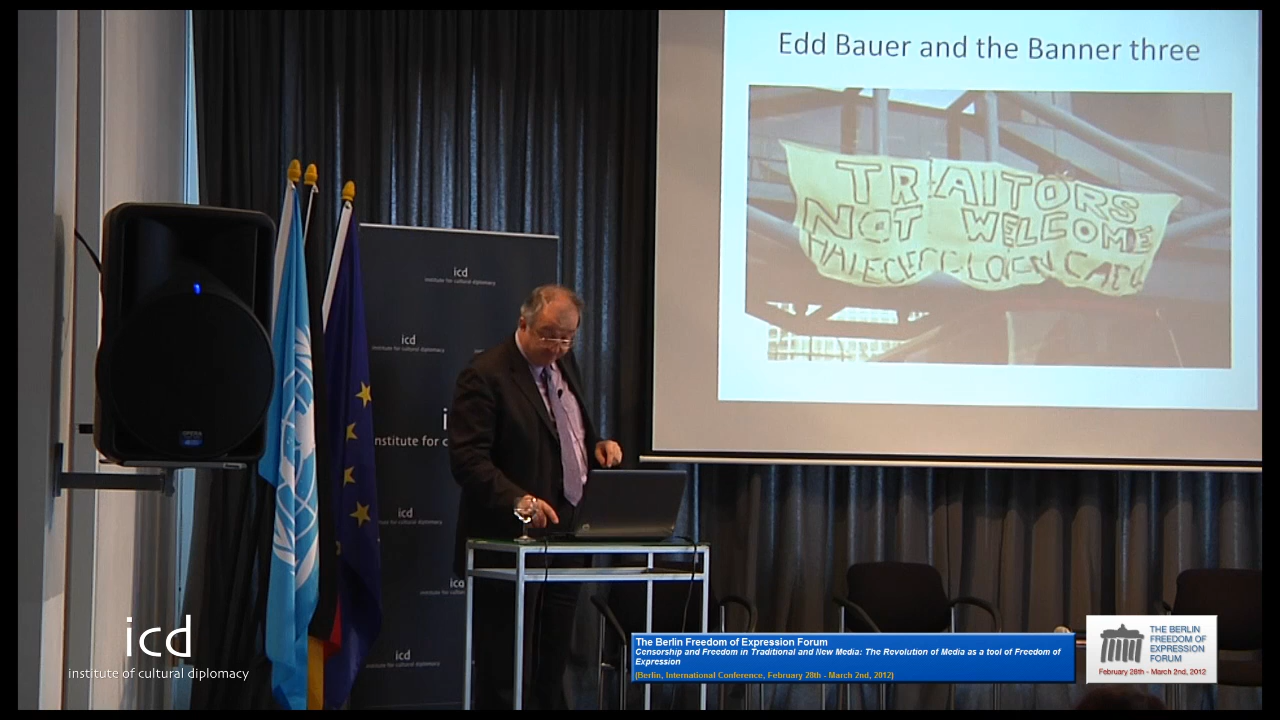 Edd Bauer and the Banner three
TRAITORS
NOT WELCOME
icd
institute for cultural diplomacy
icd
institute for cultural diplomacy
institute for c
icd
icd
institute for cultural diplomacy
icd
institute of cultural diplomacy
The Berlin Freedom of Expression Forum
Censorship and Freedom in Traditional and New Media: The Revolution of Media as a tool of Freedom of
Expression
(Berlin, International Conference, February 28th - March 2nd, 2012)
THE BERLIN
FREEDOM OF
EXPRESSION
FORUM
February 28th - March 2nd, 2012